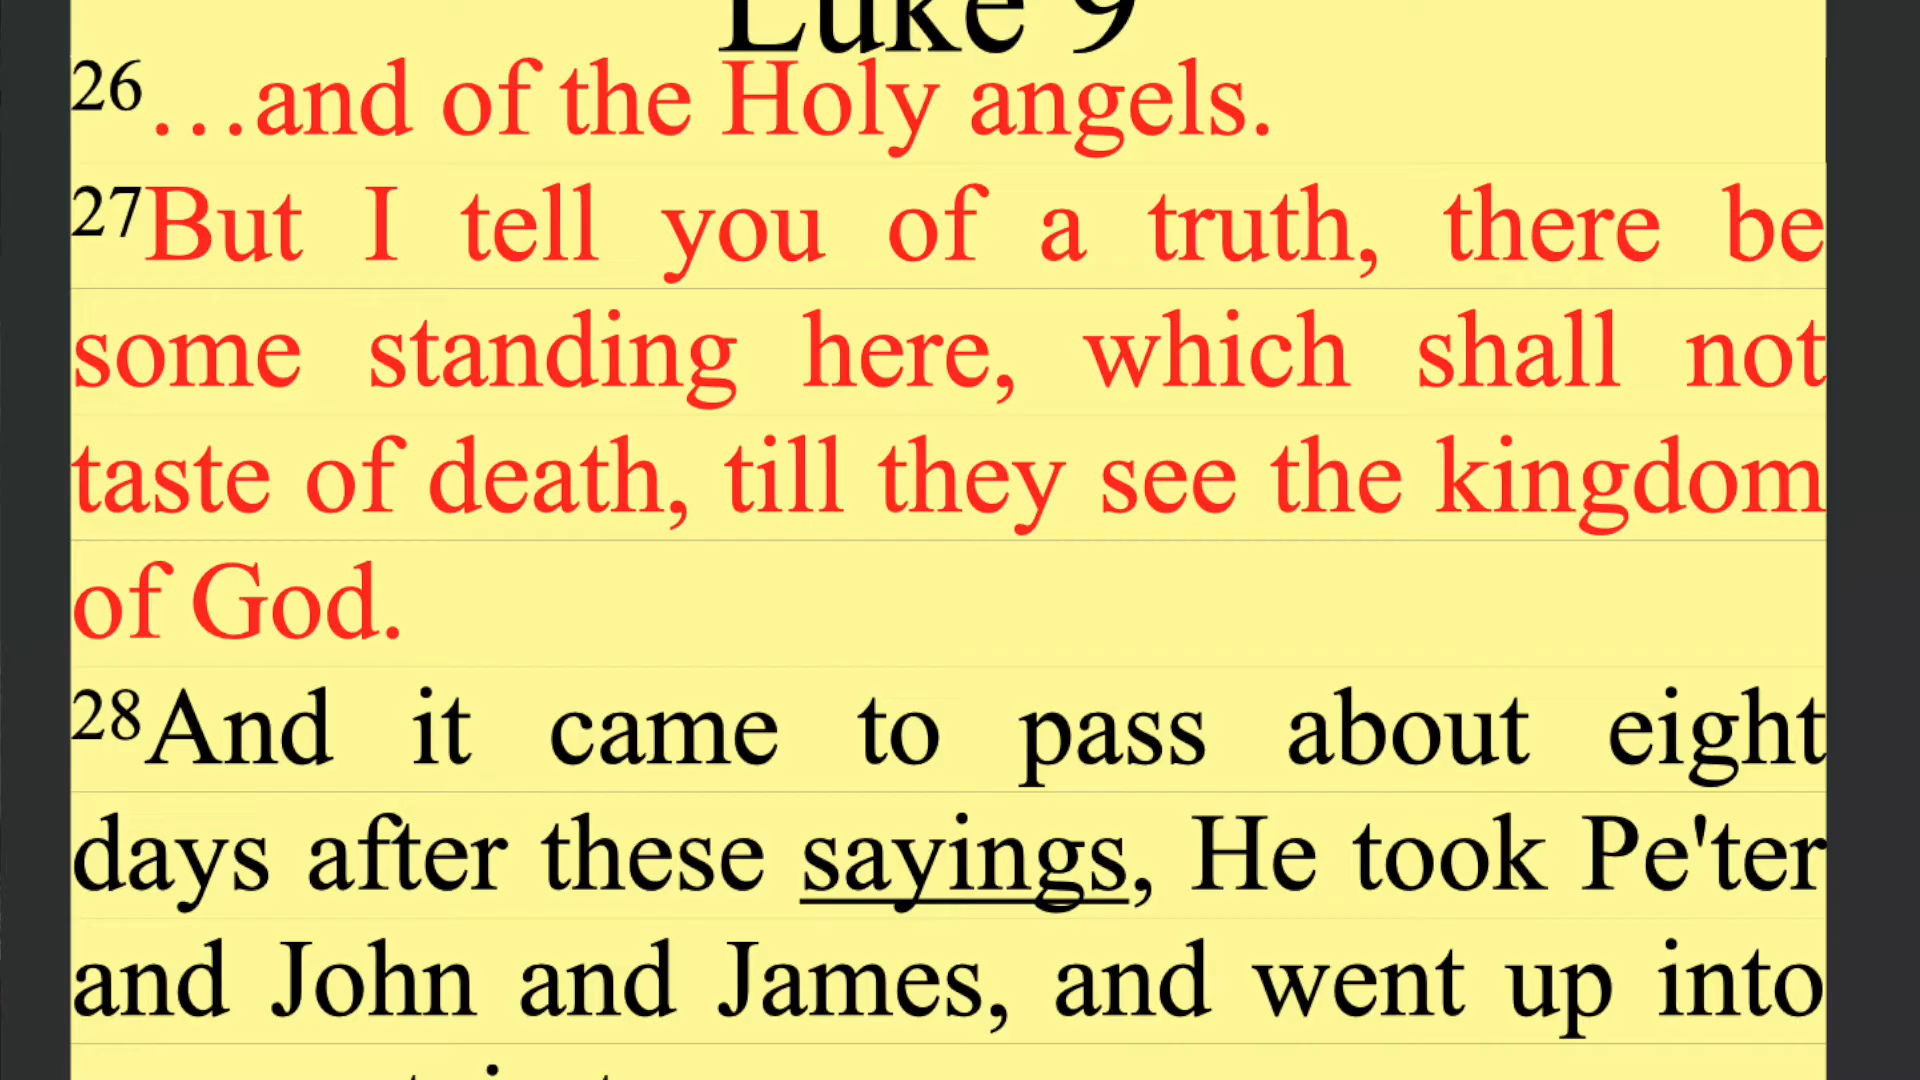 Luke 9
26…and of the Holy angels.
27But I tell you of a truth, there be
some standing here, which shall not
taste of death, till they see the kingdom
of God.
28And it came to pass about eight
days after these sayings, He took Pe'ter
and John and James, and went up into